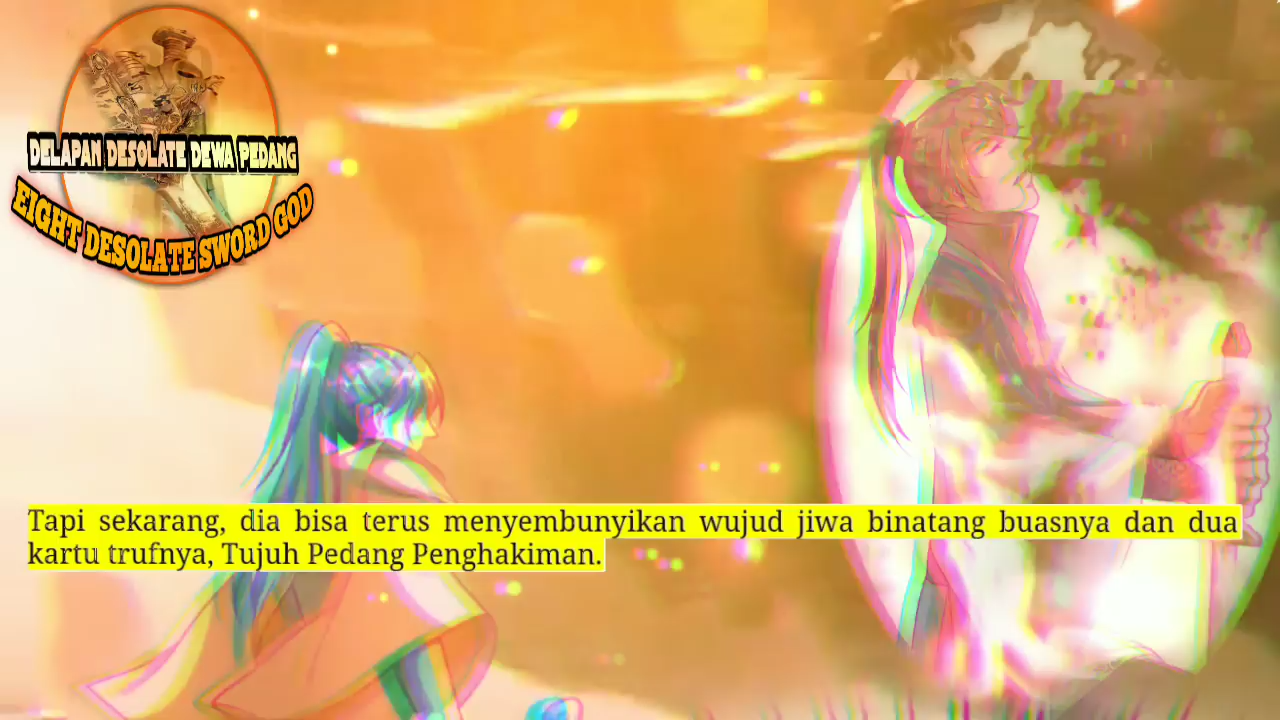 DELAPAN DESOLATE DEWA PEDANG
EIGHT DESOLATE SWORD GOD
Tapi sekarang, dia bisa terus menyembunyikan wujud jiwa binatang buasnya dan dua
kartu trufnya, Tujuh Pedang Penghakiman.